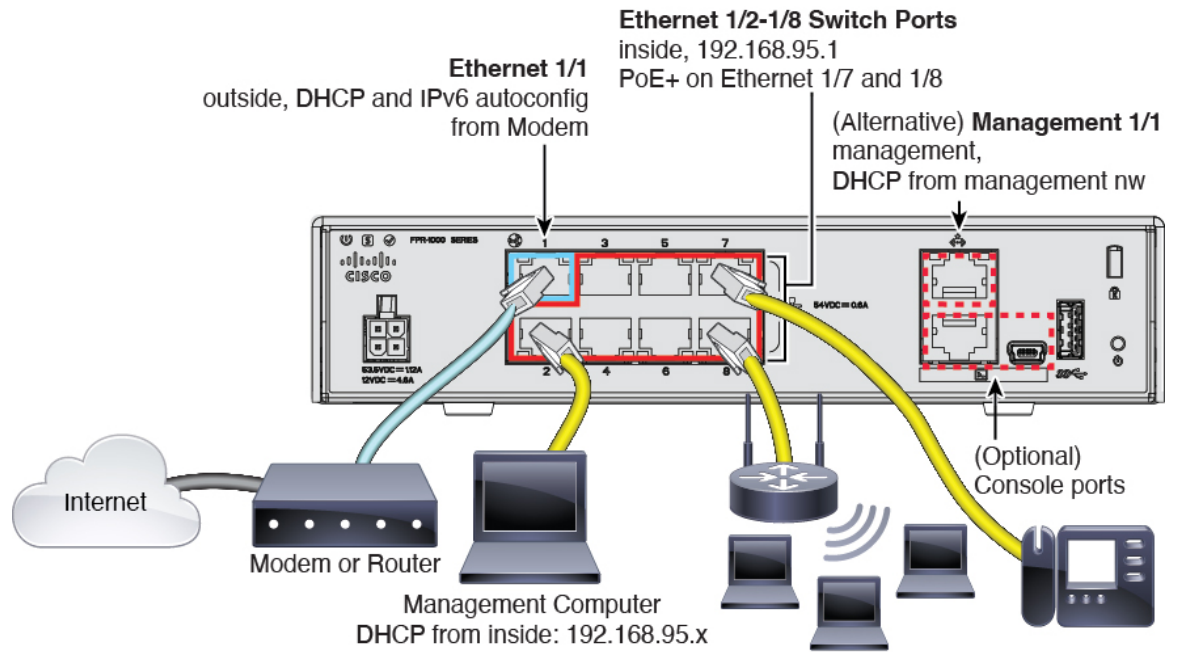 Ethernet 1/2-1/8 Switch Ports
inside, 192.168.95.1
PoE+ on Ethernet 1/7 and 1/8
Ethernet 1/1
outside, DHCP and IPv6 autoconfig
from Modem
(Alternative) Management 1/1
management,
DHCP from management nw
FPR-1000 SERIES
1 3 5 7
CISCO
54VDC⎓0.6A
53.5VDC⎓1.12A
12VDC⎓4.6A
2 4 6 8
(Optional)
Console ports
Internet
Modem or Router
Management Computer
DHCP from inside: 192.168.95.x